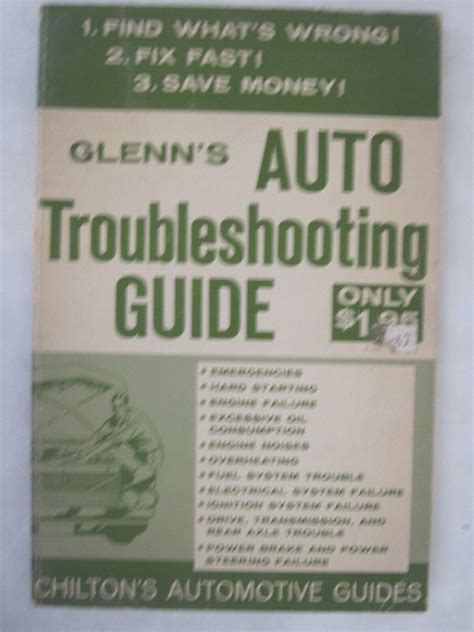 1. FIND WHAT'S WRONG!
2. FIX FAST!
3. SAVE MONEY!
GLENN'S AUTO
Troubleshooting
GUIDE
ONLY
$1.95
EMERGENCIES
HARD STARTING
ENGINE FAILURE
EXCESSIVE OIL
CONSUMPTION
ENGINE NOISES
OVERHEATING
FUEL SYSTEM TROUBLE
ELECTRICAL SYSTEM FAILURE
IGNITION SYSTEM FAILURE
DRIVE, TRANSMISSION, AND
REAR AXLE TROUBLE
POWER BRAKE AND POWER
STEERING FAILURE
CHILTON'S AUTOMOTIVE GUIDES